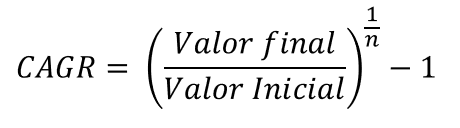 CAGR = (Valor final / Valor Inicial)^(1/n) − 1